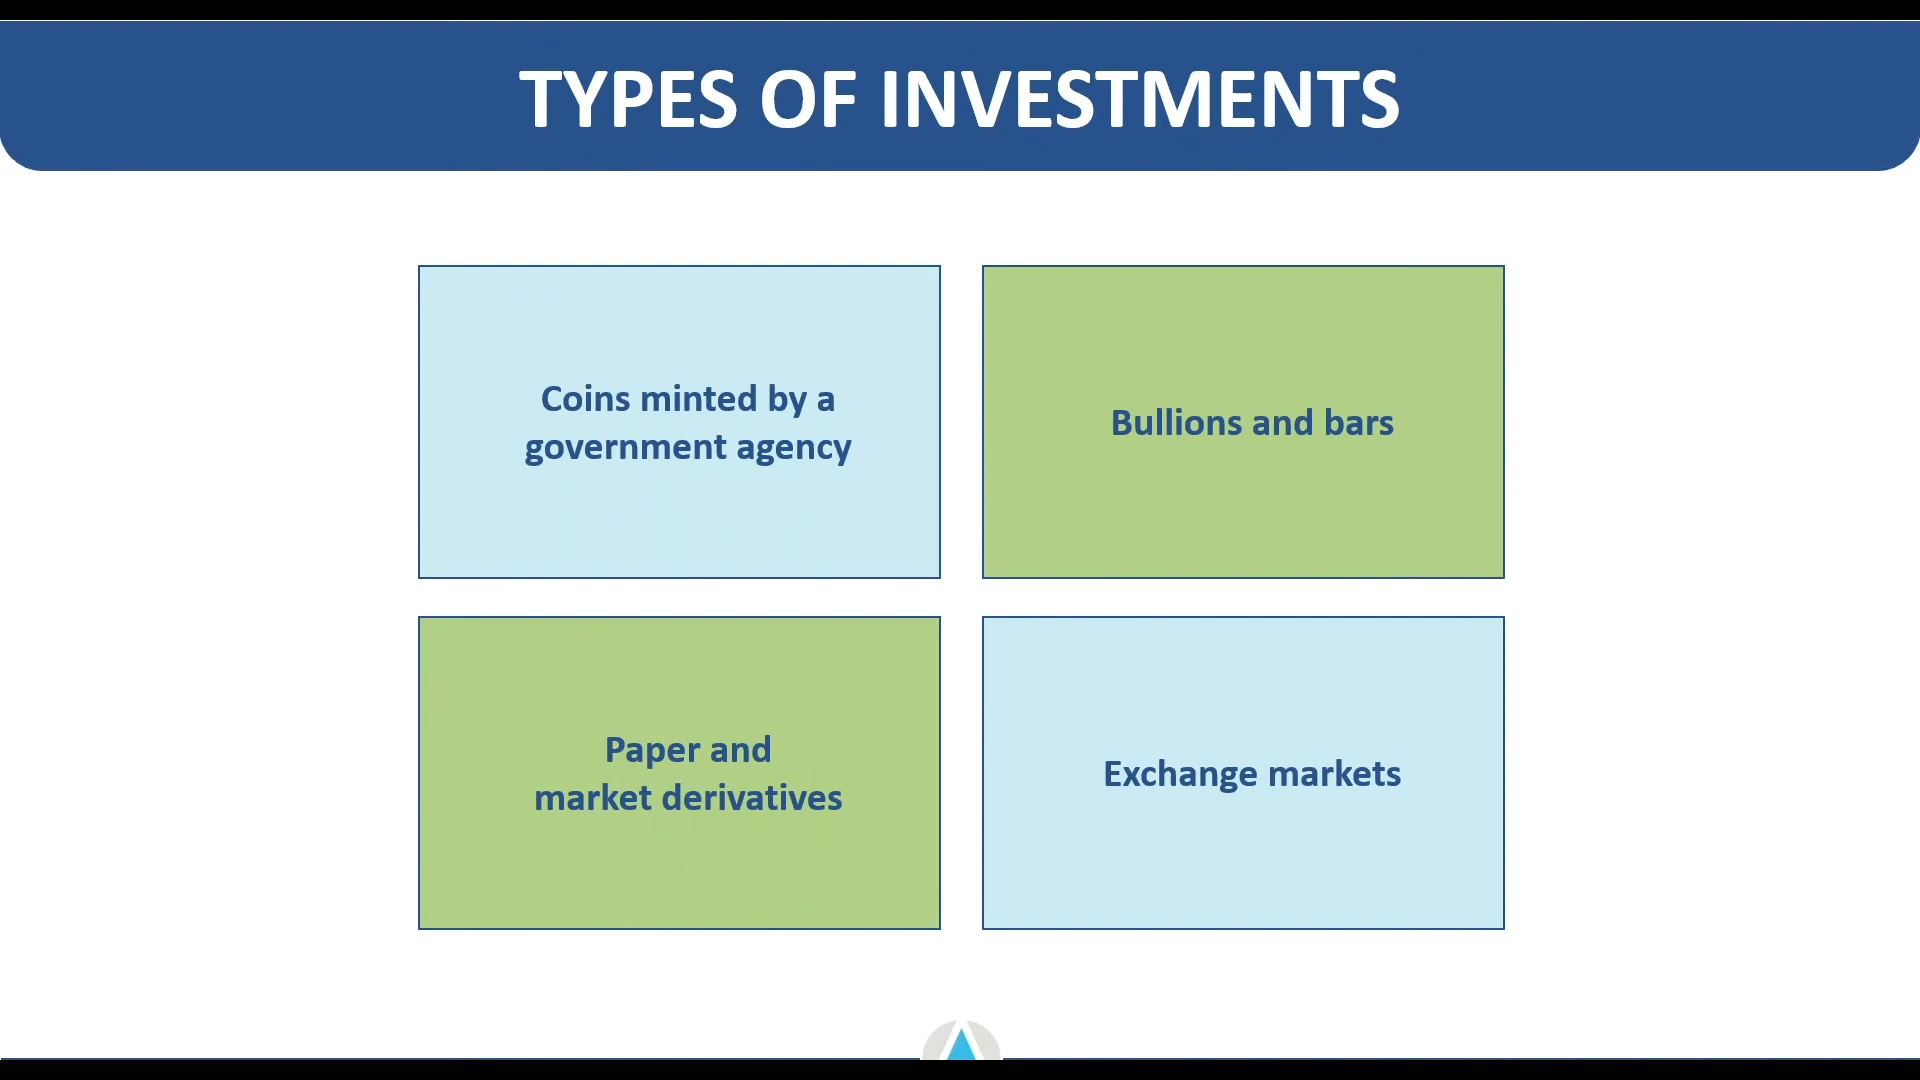 TYPES OF INVESTMENTS
Coins minted by a
government agency
Bullions and bars
Paper and
market derivatives
Exchange markets